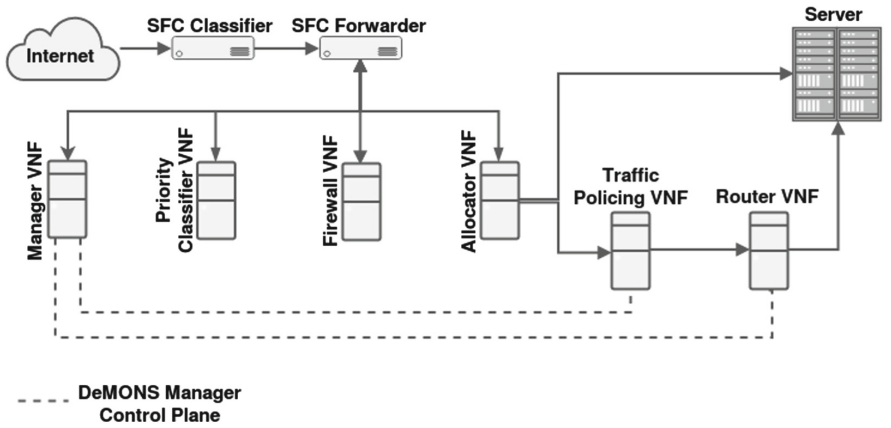 Internet
SFC Classifier
SFC Forwarder
Server
Manager VNF
Priority
Classifier VNF
Firewall VNF
Allocator VNF
Traffic
Policing VNF
Router VNF
DeMONS Manager
Control Plane